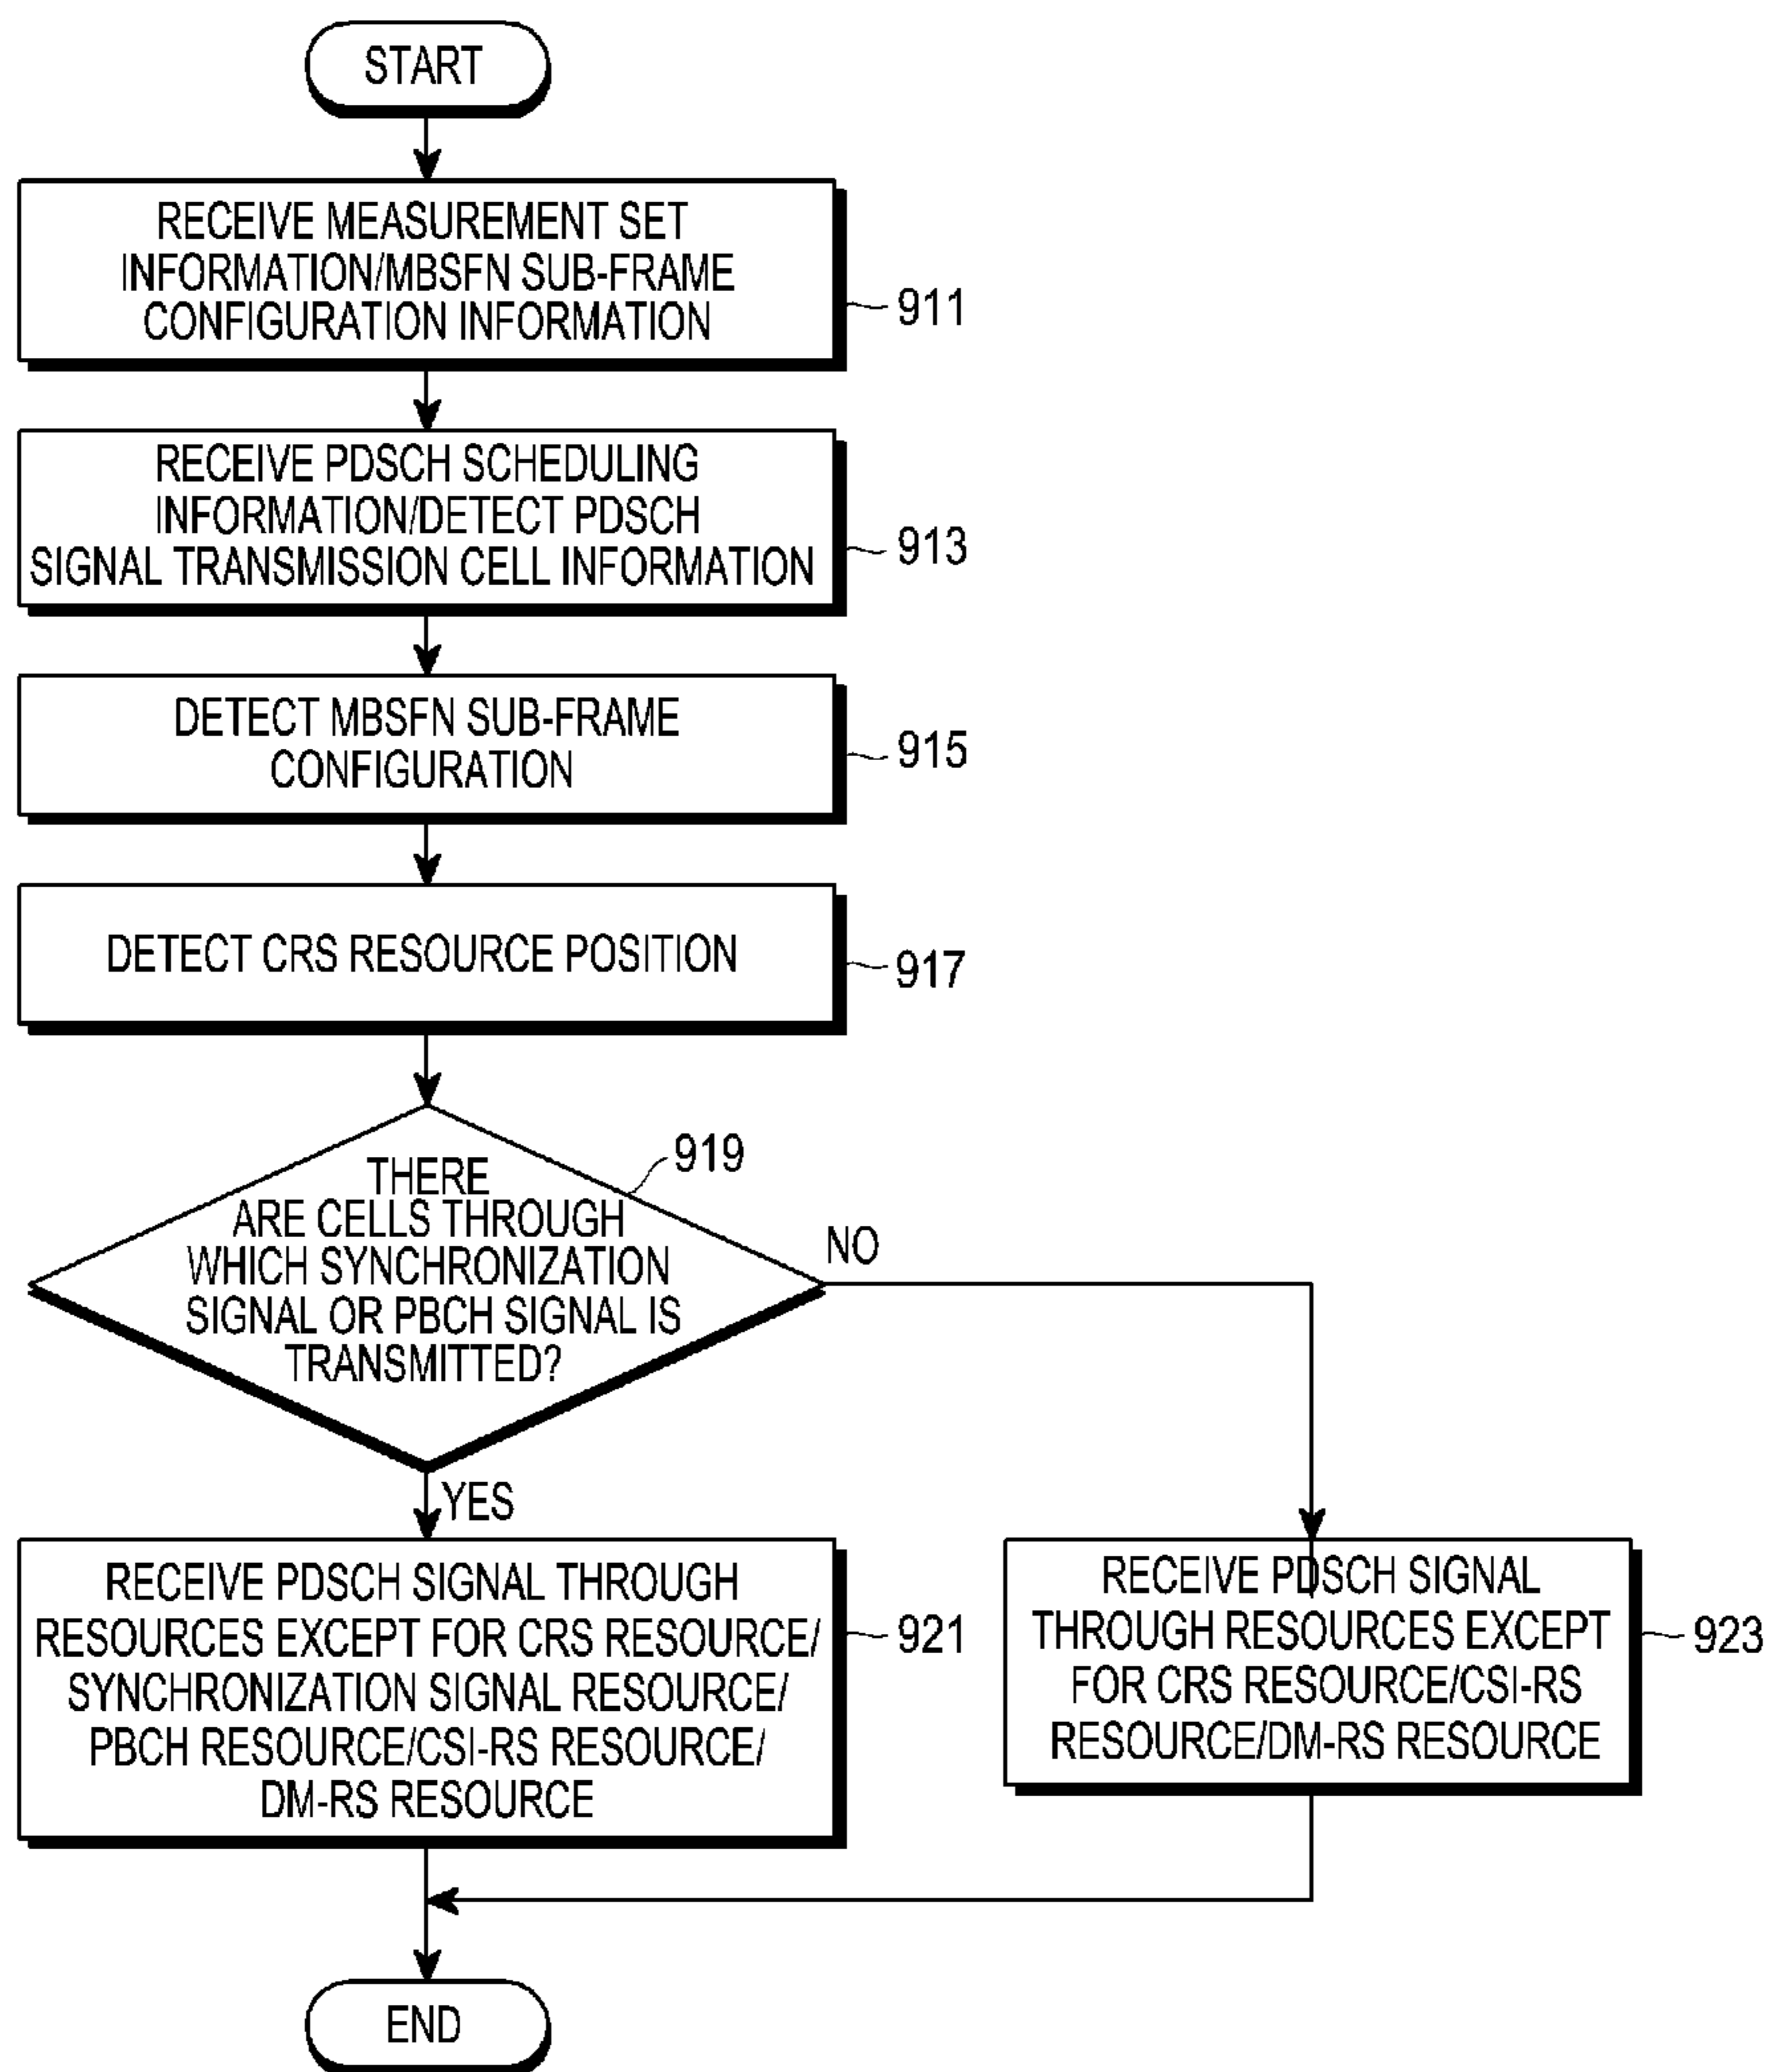 START
RECEIVE MEASUREMENT SET
INFORMATION/MBSFN SUB-FRAME
CONFIGURATION INFORMATION
911
RECEIVE PDSCH SCHEDULING
INFORMATION/DETECT PDSCH
SIGNAL TRANSMISSION CELL INFORMATION
913
DETECT MBSFN SUB-FRAME
CONFIGURATION
915
DETECT CRS RESOURCE POSITION
917
919
THERE
ARE CELLS THROUGH
WHICH SYNCHRONIZATION
SIGNAL OR PBCH SIGNAL IS
TRANSMITTED?
NO
YES
RECEIVE PDSCH SIGNAL THROUGH
RESOURCES EXCEPT FOR CRS RESOURCE/
SYNCHRONIZATION SIGNAL RESOURCE/
PBCH RESOURCE/CSI-RS RESOURCE/
DM-RS RESOURCE
921
RECEIVE PDSCH SIGNAL
THROUGH RESOURCES EXCEPT
FOR CRS RESOURCE/CSI-RS
RESOURCE/DM-RS RESOURCE
923
END